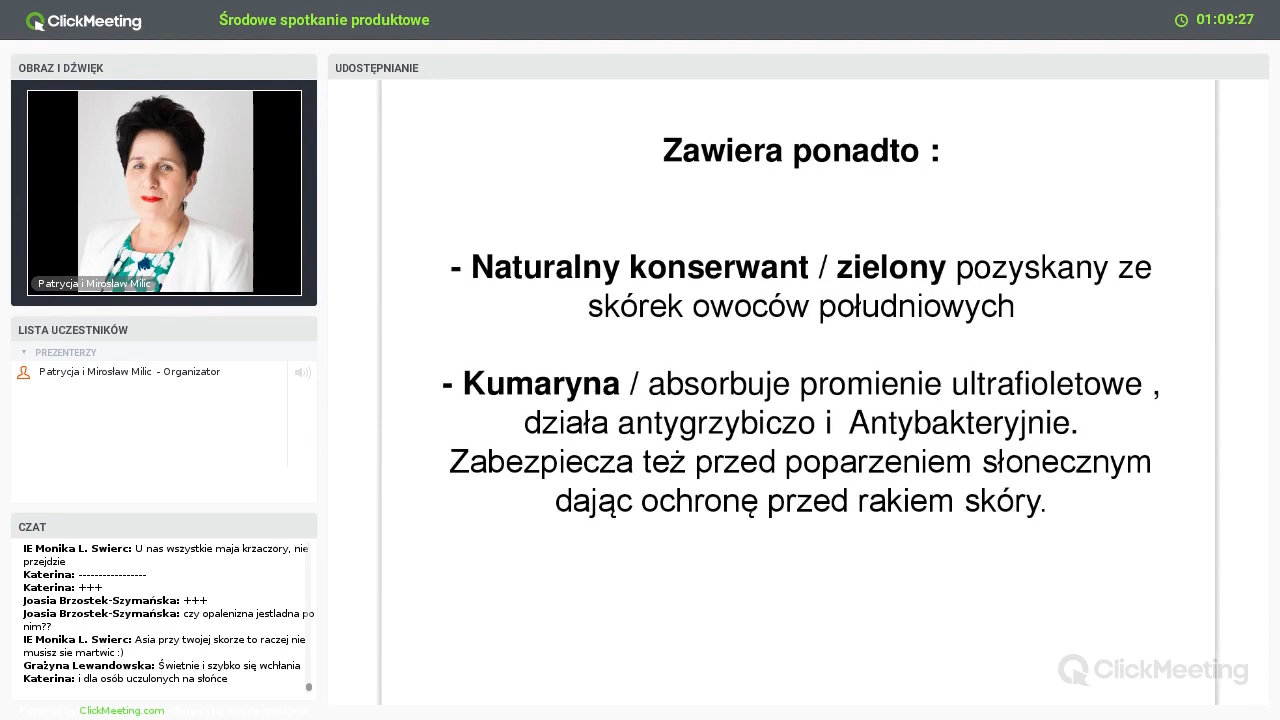 ClickMeeting
Środowe spotkanie produktowe
01:09:27
OBRAZ I DŹWIĘK
Patrycja i Mirosław Milic
LISTA UCZESTNIKÓW
PREZENTERZY
Patrycja i Mirosław Milic - Organizator
CZAT
IE Monika L. Swierc: U nas wszystkie maja krzaczory, nie
przejdzie
Katerina: -----------------
Katerina: +++
Joasia Brzostek-Szymańska: +++
Joasia Brzostek-Szymańska: czy opalenizna jestladna po
nim??
IE Monika L. Swierc: Asia przy twojej skorze to raczej nie
musisz sie martwic :)
Grażyna Lewandowska: Świetnie i szybko się wchłania
Katerina: i dla osób uczulonych na słońce
ClickMeeting.com
UDOSTĘPNIANIE
Zawiera ponadto :
- Naturalny konserwant / zielony pozyskany ze
skórek owoców południowych
- Kumaryna / absorbuje promienie ultrafioletowe ,
działa antygrzybiczo i  Antybakteryjnie.
Zabezpiecza też przed poparzeniem słonecznym
dając ochronę przed rakiem skóry.
ClickMeeting